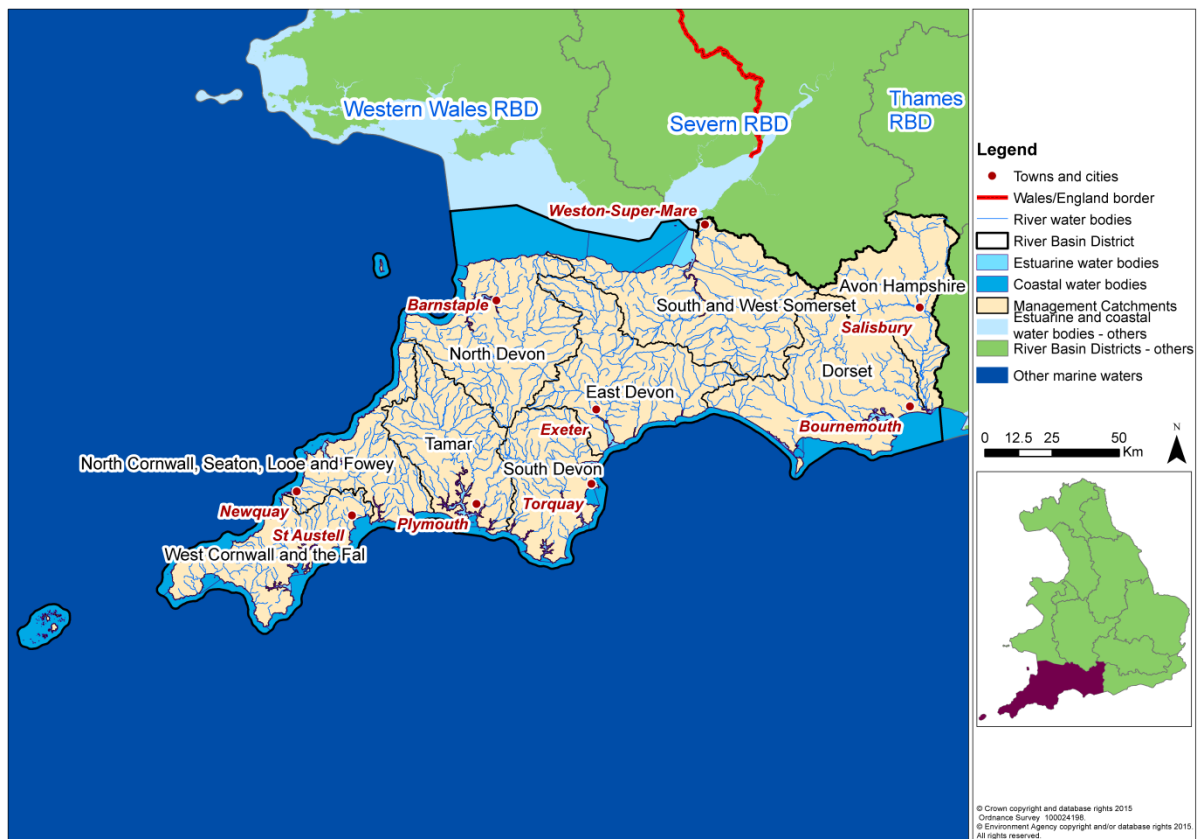 Western Wales RBD
Severn RBD
Thames
RBD
Weston-Super-Mare
Avon Hampshire
South and West Somerset
Barnstaple
Salisbury
North Devon
Dorset
East Devon
Bournemouth
Exeter
Tamar
North Cornwall, Seaton, Looe and Fowey
South Devon
Newquay
Torquay
Plymouth
St Austell
West Cornwall and the Fal
Legend
Towns and cities
Wales/England border
River water bodies
River Basin District
Estuarine water bodies
Coastal water bodies
Management Catchments
Estuarine and coastal
water bodies - others
River Basin Districts - others
Other marine waters
0 12.5 25 50
Km
N
© Crown copyright and database rights 2015
Ordnance Survey 100024198.
© Environment Agency copyright and/or database rights 2015.
All rights reserved.